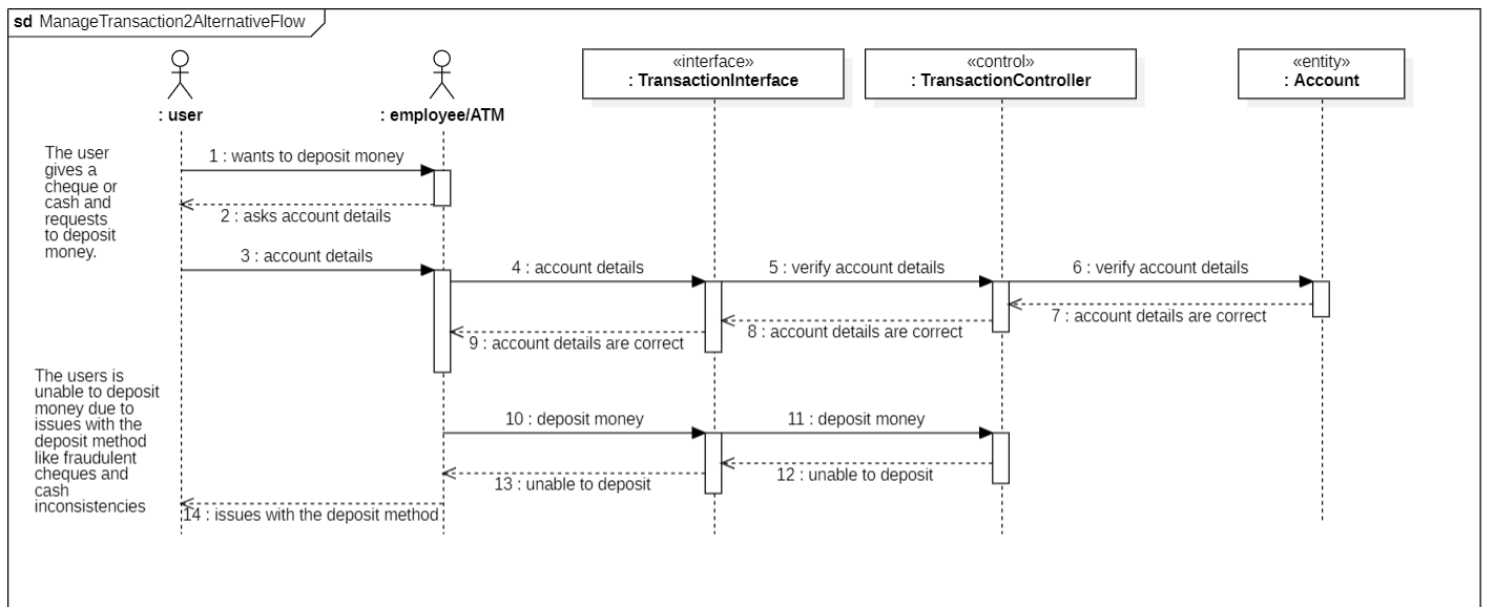 sd ManageTransaction2AlternativeFlow
«interface»
: TransactionInterface
«control»
: TransactionController
«entity»
: Account
: user
: employee/ATM
The user
gives a
cheque or
cash and
requests
to deposit
money.
1 : wants to deposit money
2 : asks account details
3 : account details
4 : account details
5 : verify account details
6 : verify account details
7 : account details are correct
8 : account details are correct
9 : account details are correct
The users is
unable to deposit
money due to
issues with the
deposit method
like fraudulent
cheques and
cash
inconsistencies
10 : deposit money
11 : deposit money
12 : unable to deposit
13 : unable to deposit
14 : issues with the deposit method